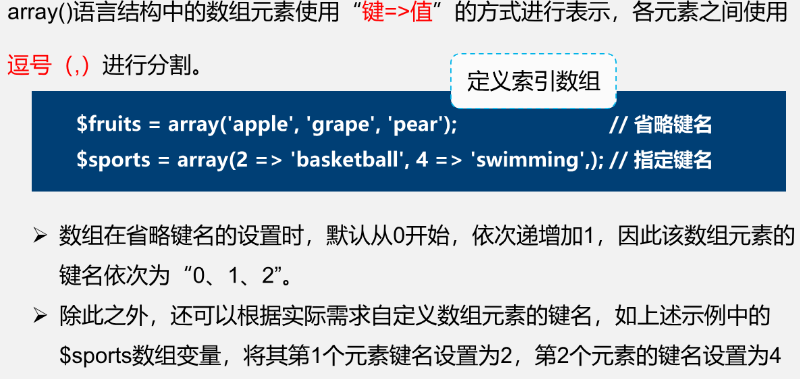 array()语言结构中的数组元素使用“键=>值”的方式进行表示，各元素之间使用
逗号（,）进行分割。
定义索引数组
$fruits = array('apple', 'grape', 'pear'); // 省略键名
$sports = array(2 => 'basketball', 4 => 'swimming',); // 指定键名
➢ 数组在省略键名的设置时，默认从0开始，依次递增加1，因此该数组元素的
键名依次为“0、1、2”。
➢ 除此之外，还可以根据实际需求自定义数组元素的键名，如上述示例中的
$sports数组变量，将其第1个元素键名设置为2，第2个元素的键名设置为4